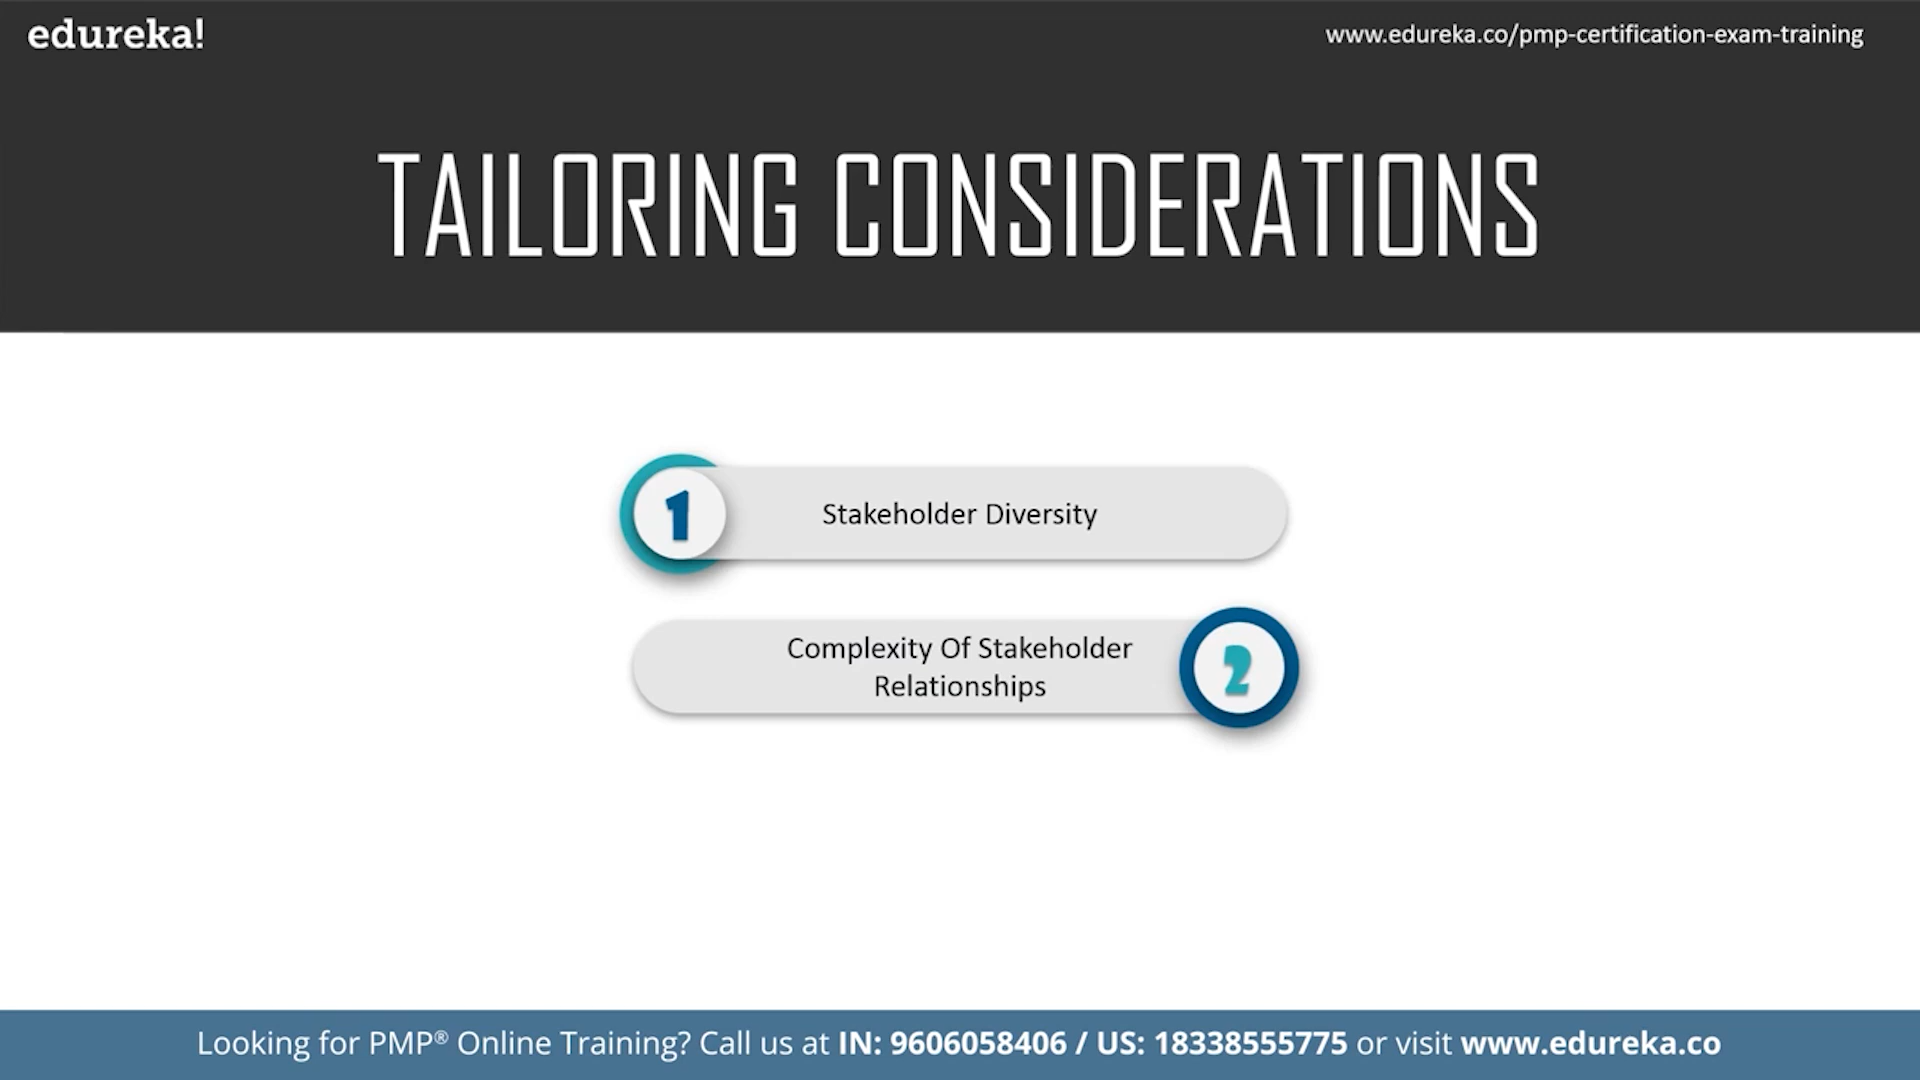 edureka!
www.edureka.co/pmp-certification-exam-training
TAILORING CONSIDERATIONS
1
Stakeholder Diversity
Complexity Of Stakeholder
Relationships
2
Looking for PMP® Online Training? Call us at IN: 9606058406 / US: 18338555775 or visit www.edureka.co